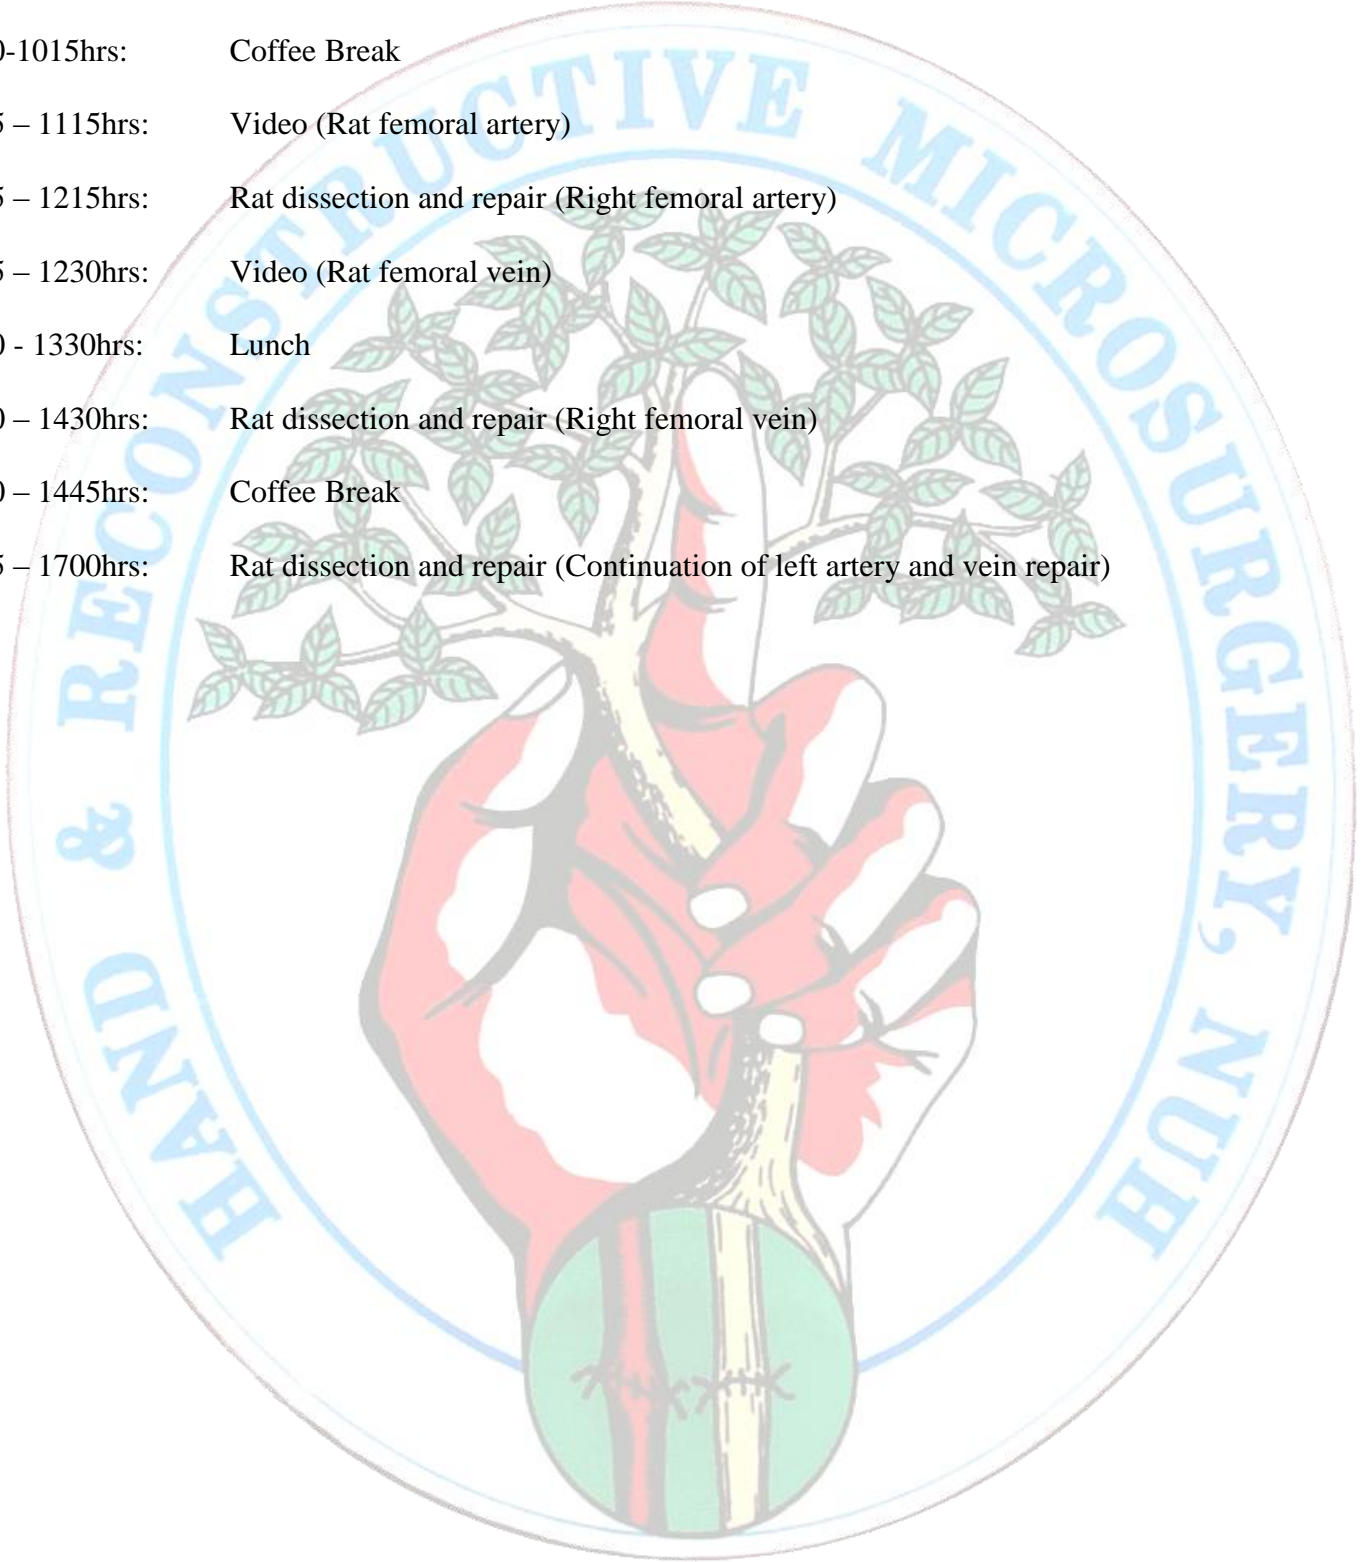 0-1015hrs: Coffee Break
5 – 1115hrs: Video (Rat femoral artery)
5 – 1215hrs: Rat dissection and repair (Right femoral artery)
5 – 1230hrs: Video (Rat femoral vein)
0 - 1330hrs: Lunch
0 – 1430hrs: Rat dissection and repair (Right femoral vein)
0 – 1445hrs: Coffee Break
5 – 1700hrs: Rat dissection and repair (Continuation of left artery and vein repair)
HAND & RECONSTRUCTIVE MICROSURGERY, NUH